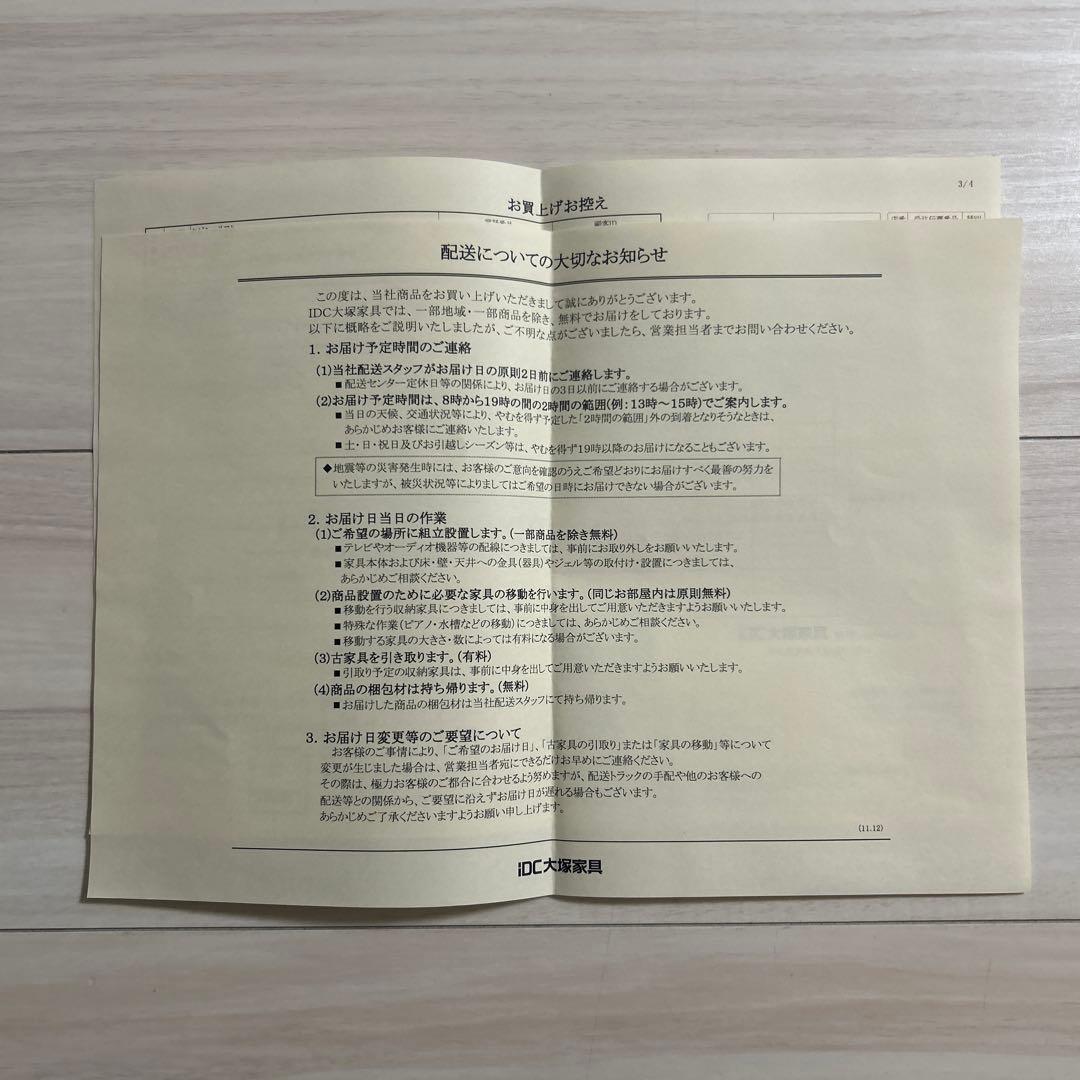 3/4
お買上げお控え
顧客ID
配送についての大切なお知らせ
この度は、当社商品をお買い上げいただきまして誠にありがとうございます。
IDC大塚家具では、一部地域・一部商品を除き、無料でお届けをしております。
以下に概略をご説明いたしましたが、ご不明な点がございましたら、営業担当者までお問い合わせください。
1. お届け予定時間のご連絡
(1)当社配送スタッフがお届け日の原則2日前にご連絡します。
■配送センター定休日等の関係により、お届け日の3日以前にご連絡する場合がございます。
(2)お届け予定時間は、8時から19時の間の2時間の範囲(例：13時～15時)でご案内します。
■当日の天候、交通状況等により、やむを得ず予定した「2時間の範囲」外の到着となりそうなときは、
あらかじめお客様にご連絡いたします。
■土・日・祝日及びお引越しシーズン等は、やむを得ず19時以降のお届けになることもございます。
◆地震等の災害発生時には、お客様のご意向を確認のうえご希望どおりにお届けすべく最善の努力を
いたしますが、被災状況等によりましてはご希望の日時にお届けできない場合がございます。
2. お届け日当日の作業
(1)ご希望の場所に組立設置します。(一部商品を除き無料)
■テレビやオーディオ機器等の配線につきましては、事前にお取り外しをお願いいたします。
■家具本体および床・壁・天井への金具(器具)やジェル等の取付け・設置につきましては、
あらかじめご相談ください。
(2)商品設置のために必要な家具の移動を行います。(同じお部屋内は原則無料)
■移動を行う収納家具につきましては、事前に中身を出してご用意いただきますようお願いいたします。
■特殊な作業(ピアノ・水槽などの移動)につきましては、あらかじめご相談ください。
■移動する家具の大きさ・数によっては有料になる場合がございます。
(3)古家具を引き取ります。(有料)
■引取り予定の収納家具は、事前に中身を出してご用意いただきますようお願いいたします。
(4)商品の梱包材は持ち帰ります。(無料)
■お届けした商品の梱包材は当社配送スタッフにて持ち帰ります。
3. お届け日変更等のご要望について
お客様のご事情により、「ご希望のお届け日」、「古家具の引取り」または「家具の移動」等について
変更が生じました場合は、営業担当者宛にできるだけお早めにご連絡ください。
その際は、極力お客様のご都合に合わせるよう努めますが、配送トラックの手配や他のお客様への
配送等との関係から、ご要望に沿えずお届け日が遅れる場合もございます。
あらかじめご了承くださいますようお願い申し上げます。
(11.12)
iDC大塚家具